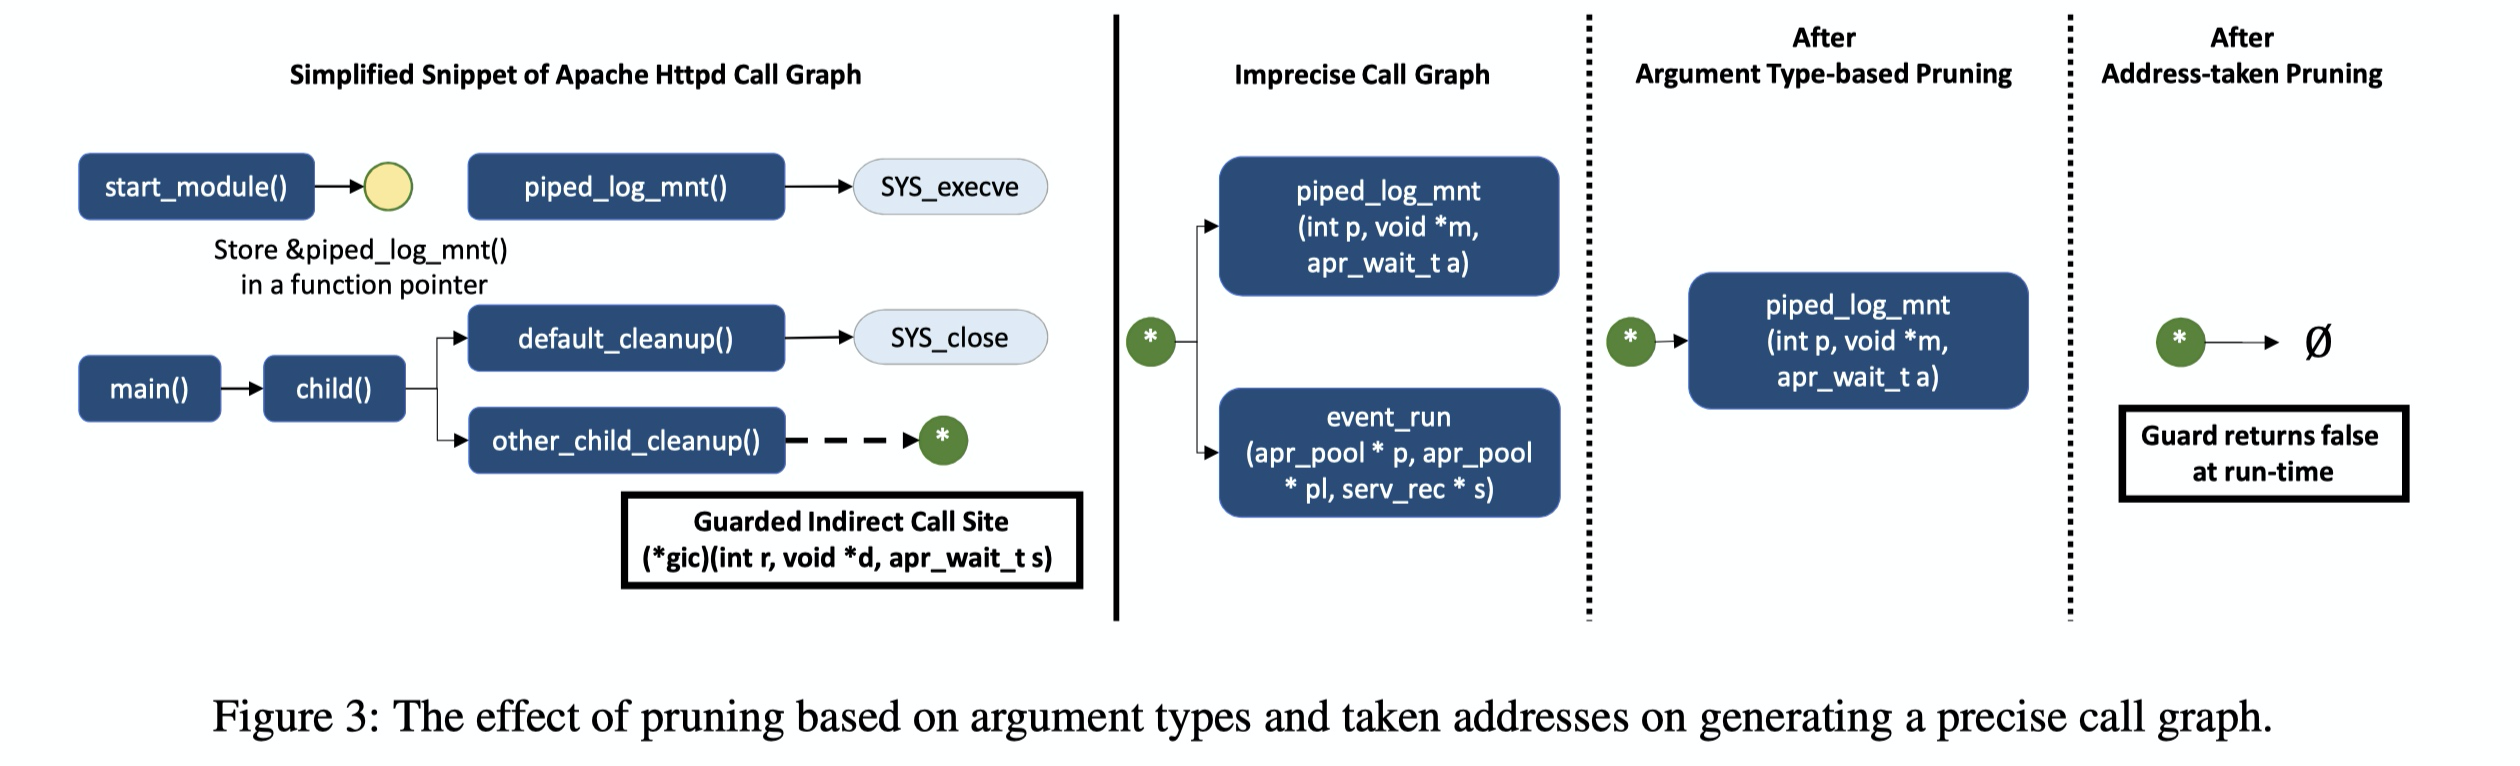 Simplified Snippet of Apache Httpd Call Graph
start_module()
piped_log_mnt()
SYS_execve
Store &piped_log_mnt()
in a function pointer
default_cleanup()
SYS_close
main()
child()
other_child_cleanup()
*
Guarded Indirect Call Site
(*gic)(int r, void *d, apr_wait_t s)
Imprecise Call Graph
piped_log_mnt
(int p, void *m,
apr_wait_t a)
*
event_run
(apr_pool * p, apr_pool
* pl, serv_rec * s)
After
Argument Type-based Pruning
*
piped_log_mnt
(int p, void *m,
apr_wait_t a)
After
Address-taken Pruning
*
Ø
Guard returns false
at run-time
Figure 3: The effect of pruning based on argument types and taken addresses on generating a precise call graph.